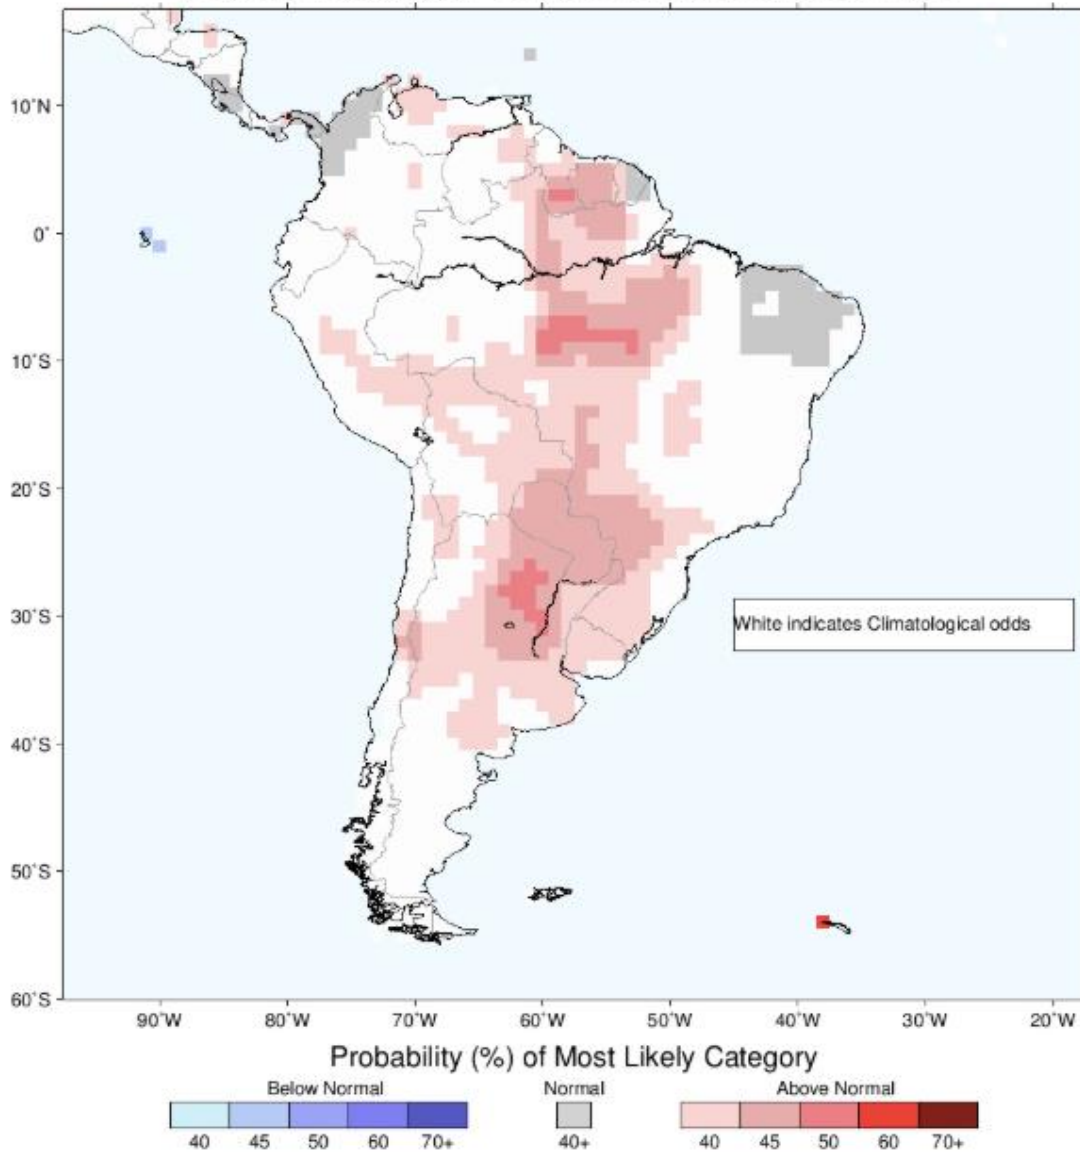 10˚N
0˚
10˚S
20˚S
30˚S
40˚S
50˚S
60˚S
White indicates Climatological odds
90˚W 80˚W 70˚W 60˚W 50˚W 40˚W 30˚W 20˚W
Probability (%) of Most Likely Category
Below Normal Normal Above Normal
40 45 50 60 70+ 40+ 40 45 50 60 70+